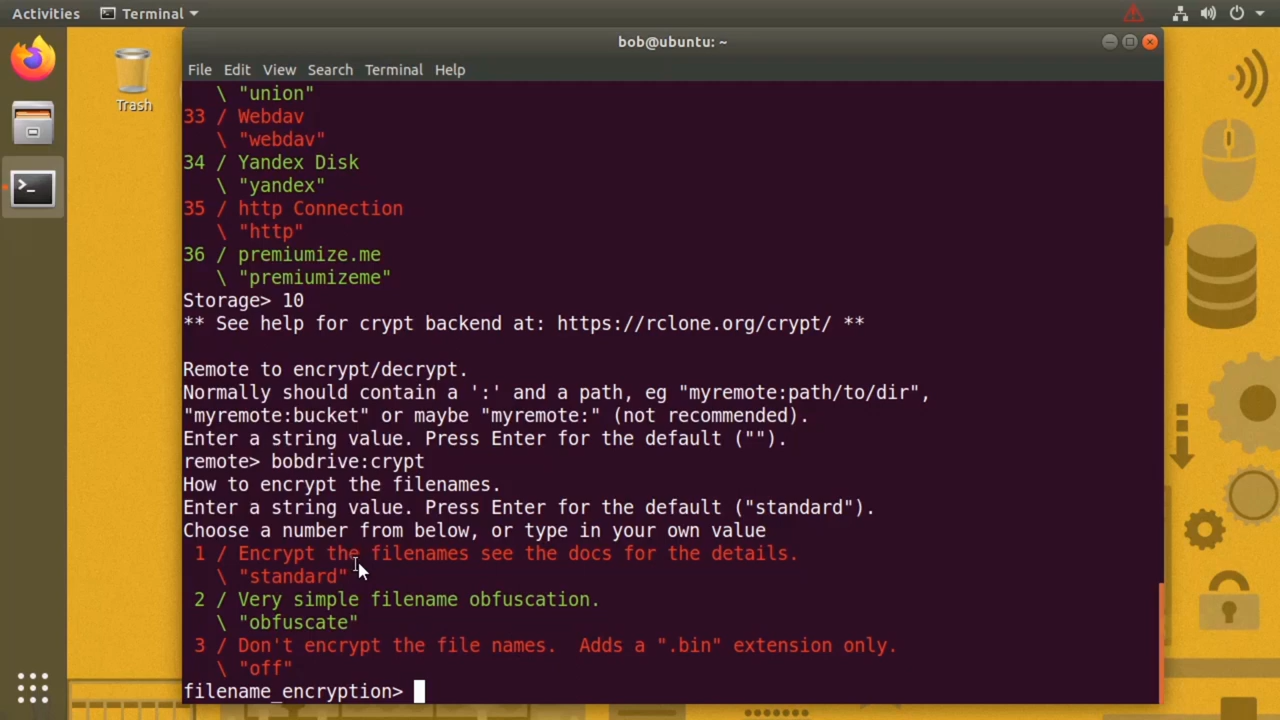 Activities Terminal
bob@ubuntu: ~
File Edit View Search Terminal Help
Trash
\ "union"
33 / Webdav
\ "webdav"
34 / Yandex Disk
\ "yandex"
35 / http Connection
\ "http"
36 / premiumize.me
\ "premiumizeme"
Storage> 10
** See help for crypt backend at: https://rclone.org/crypt/ **
Remote to encrypt/decrypt.
Normally should contain a ':' and a path, eg "myremote:path/to/dir",
"myremote:bucket" or maybe "myremote:" (not recommended).
Enter a string value. Press Enter for the default ("").
remote> bobdrive:crypt
How to encrypt the filenames.
Enter a string value. Press Enter for the default ("standard").
Choose a number from below, or type in your own value
1 / Encrypt the filenames see the docs for the details.
\ "standard"
2 / Very simple filename obfuscation.
\ "obfuscate"
3 / Don't encrypt the file names.  Adds a ".bin" extension only.
\ "off"
filename_encryption>